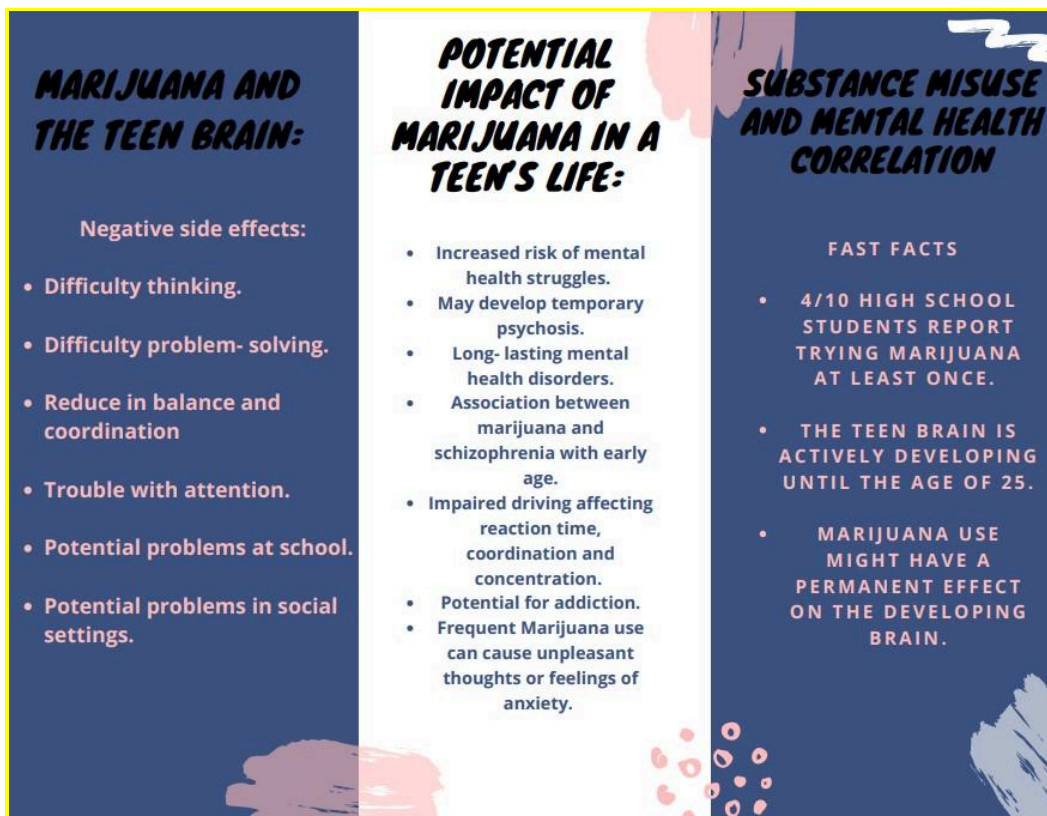 MARIJUANA AND
THE TEEN BRAIN:
Negative side effects:
• Difficulty thinking.
• Difficulty problem- solving.
• Reduce in balance and
coordination
• Trouble with attention.
• Potential problems at school.
• Potential problems in social
settings.
POTENTIAL
IMPACT OF
MARIJUANA IN A
TEEN'S LIFE:
• Increased risk of mental
health struggles.
• May develop temporary
psychosis.
• Long- lasting mental
health disorders.
• Association between
marijuana and
schizophrenia with early
age.
• Impaired driving affecting
reaction time,
coordination and
concentration.
• Potential for addiction.
• Frequent Marijuana use
can cause unpleasant
thoughts or feelings of
anxiety.
SUBSTANCE MISUSE
AND MENTAL HEALTH
CORRELATION
FAST FACTS
• 4/10 HIGH SCHOOL
STUDENTS REPORT
TRYING MARIJUANA
AT LEAST ONCE.
• THE TEEN BRAIN IS
ACTIVELY DEVELOPING
UNTIL THE AGE OF 25.
• MARIJUANA USE
MIGHT HAVE A
PERMANENT EFFECT
ON THE DEVELOPING
BRAIN.